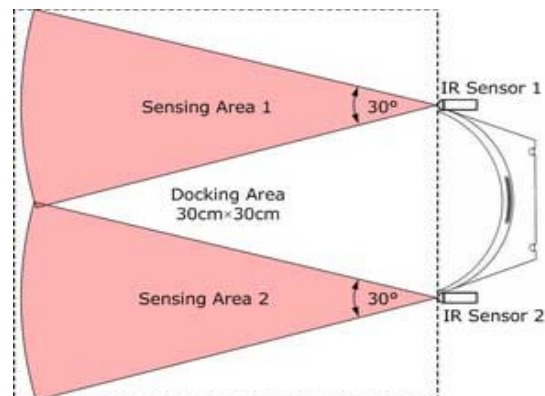 IR Sensor 1
Sensing Area 1
30°
Docking Area
30cm×30cm
Sensing Area 2
30°
IR Sensor 2